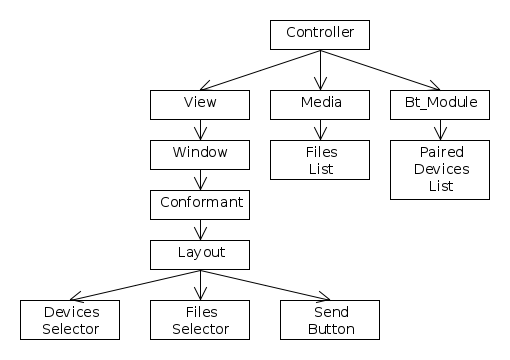 Controller
View
Media
Bt_Module
Window
Files
List
Paired
Devices
List
Conformant
Layout
Devices
Selector
Files
Selector
Send
Button